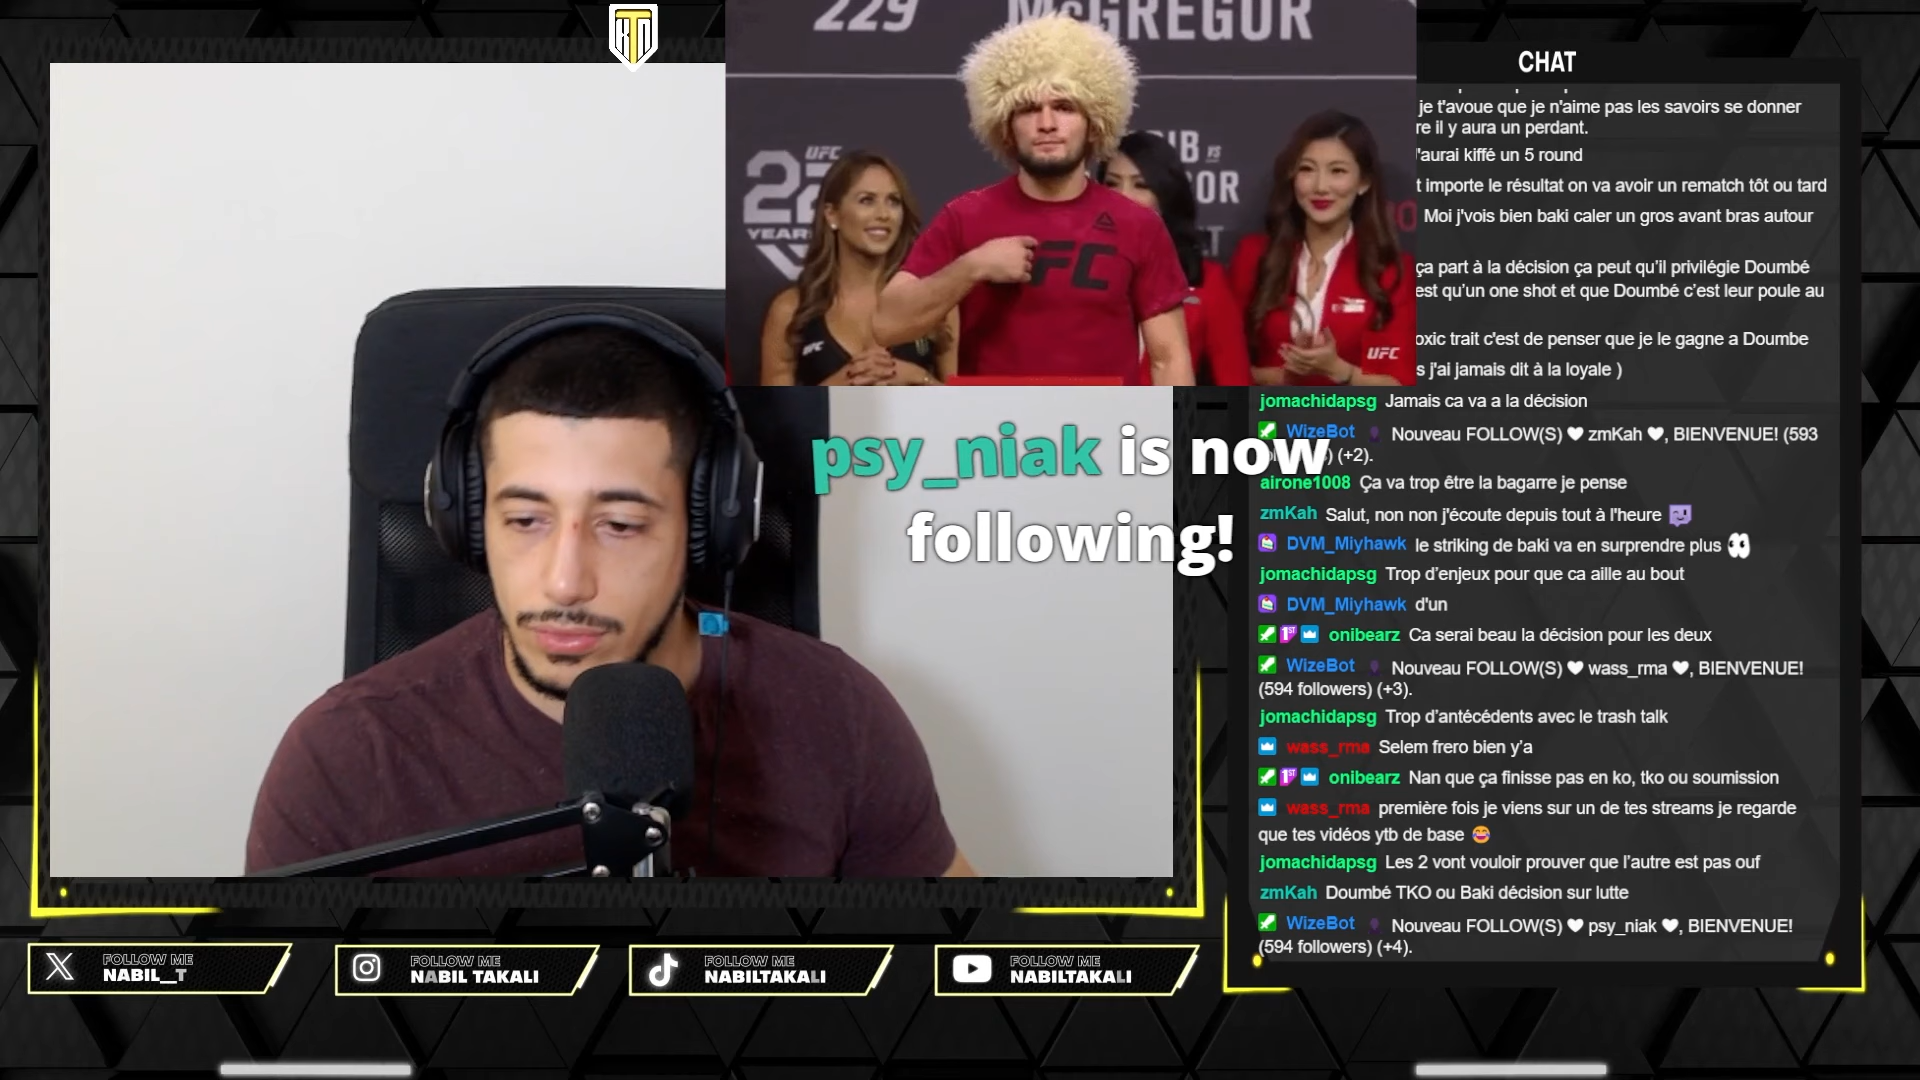 229
McGREGOR
UFC
YEARS
UFC
UFC
UFC
CHAT
je t'avoue que je n'aime pas les savoirs se donner
re il y aura un perdant.
'aurai kiffé un 5 round
t importe le résultat on va avoir un rematch tôt ou tard
Moi j'vois bien baki caler un gros avant bras autour
ça part à la décision ça peut qu'il privilégie Doumbé
est qu'un one shot et que Doumbé c'est leur poule au
oxic trait c'est de penser que je le gagne a Doumbe
s j'ai jamais dit à la loyale )
jomachidapsg Jamais ca va a la décision
WizeBot Nouveau FOLLOW(S) zmKah, BIENVENUE! (593
) (+2).
psy_niak is now
following!
airone1008 Ça va trop être la bagarre je pense
zmKah Salut, non non j'écoute depuis tout à l'heure
DVM_Miyhawk le striking de baki va en surprendre plus
jomachidapsg Trop d’enjeux pour que ca aille au bout
DVM_Miyhawk d'un
1ST onibearz Ca serai beau la décision pour les deux
WizeBot Nouveau FOLLOW(S) wass_rma, BIENVENUE!
(594 followers) (+3).
jomachidapsg Trop d’antécédents avec le trash talk
wass_rma Selem frero bien y’a
1ST onibearz Nan que ça finisse pas en ko, tko ou soumission
wass_rma première fois je viens sur un de tes streams je regarde
que tes vidéos ytb de base
jomachidapsg Les 2 vont vouloir prouver que l’autre est pas ouf
zmKah Doumbé TKO ou Baki décision sur lutte
WizeBot Nouveau FOLLOW(S) psy_niak, BIENVENUE!
(594 followers) (+4).
FOLLOW ME
NABIL__T
FOLLOW ME
NABIL TAKALI
FOLLOW ME
NABILTAKALI
FOLLOW ME
NABILTAKALI